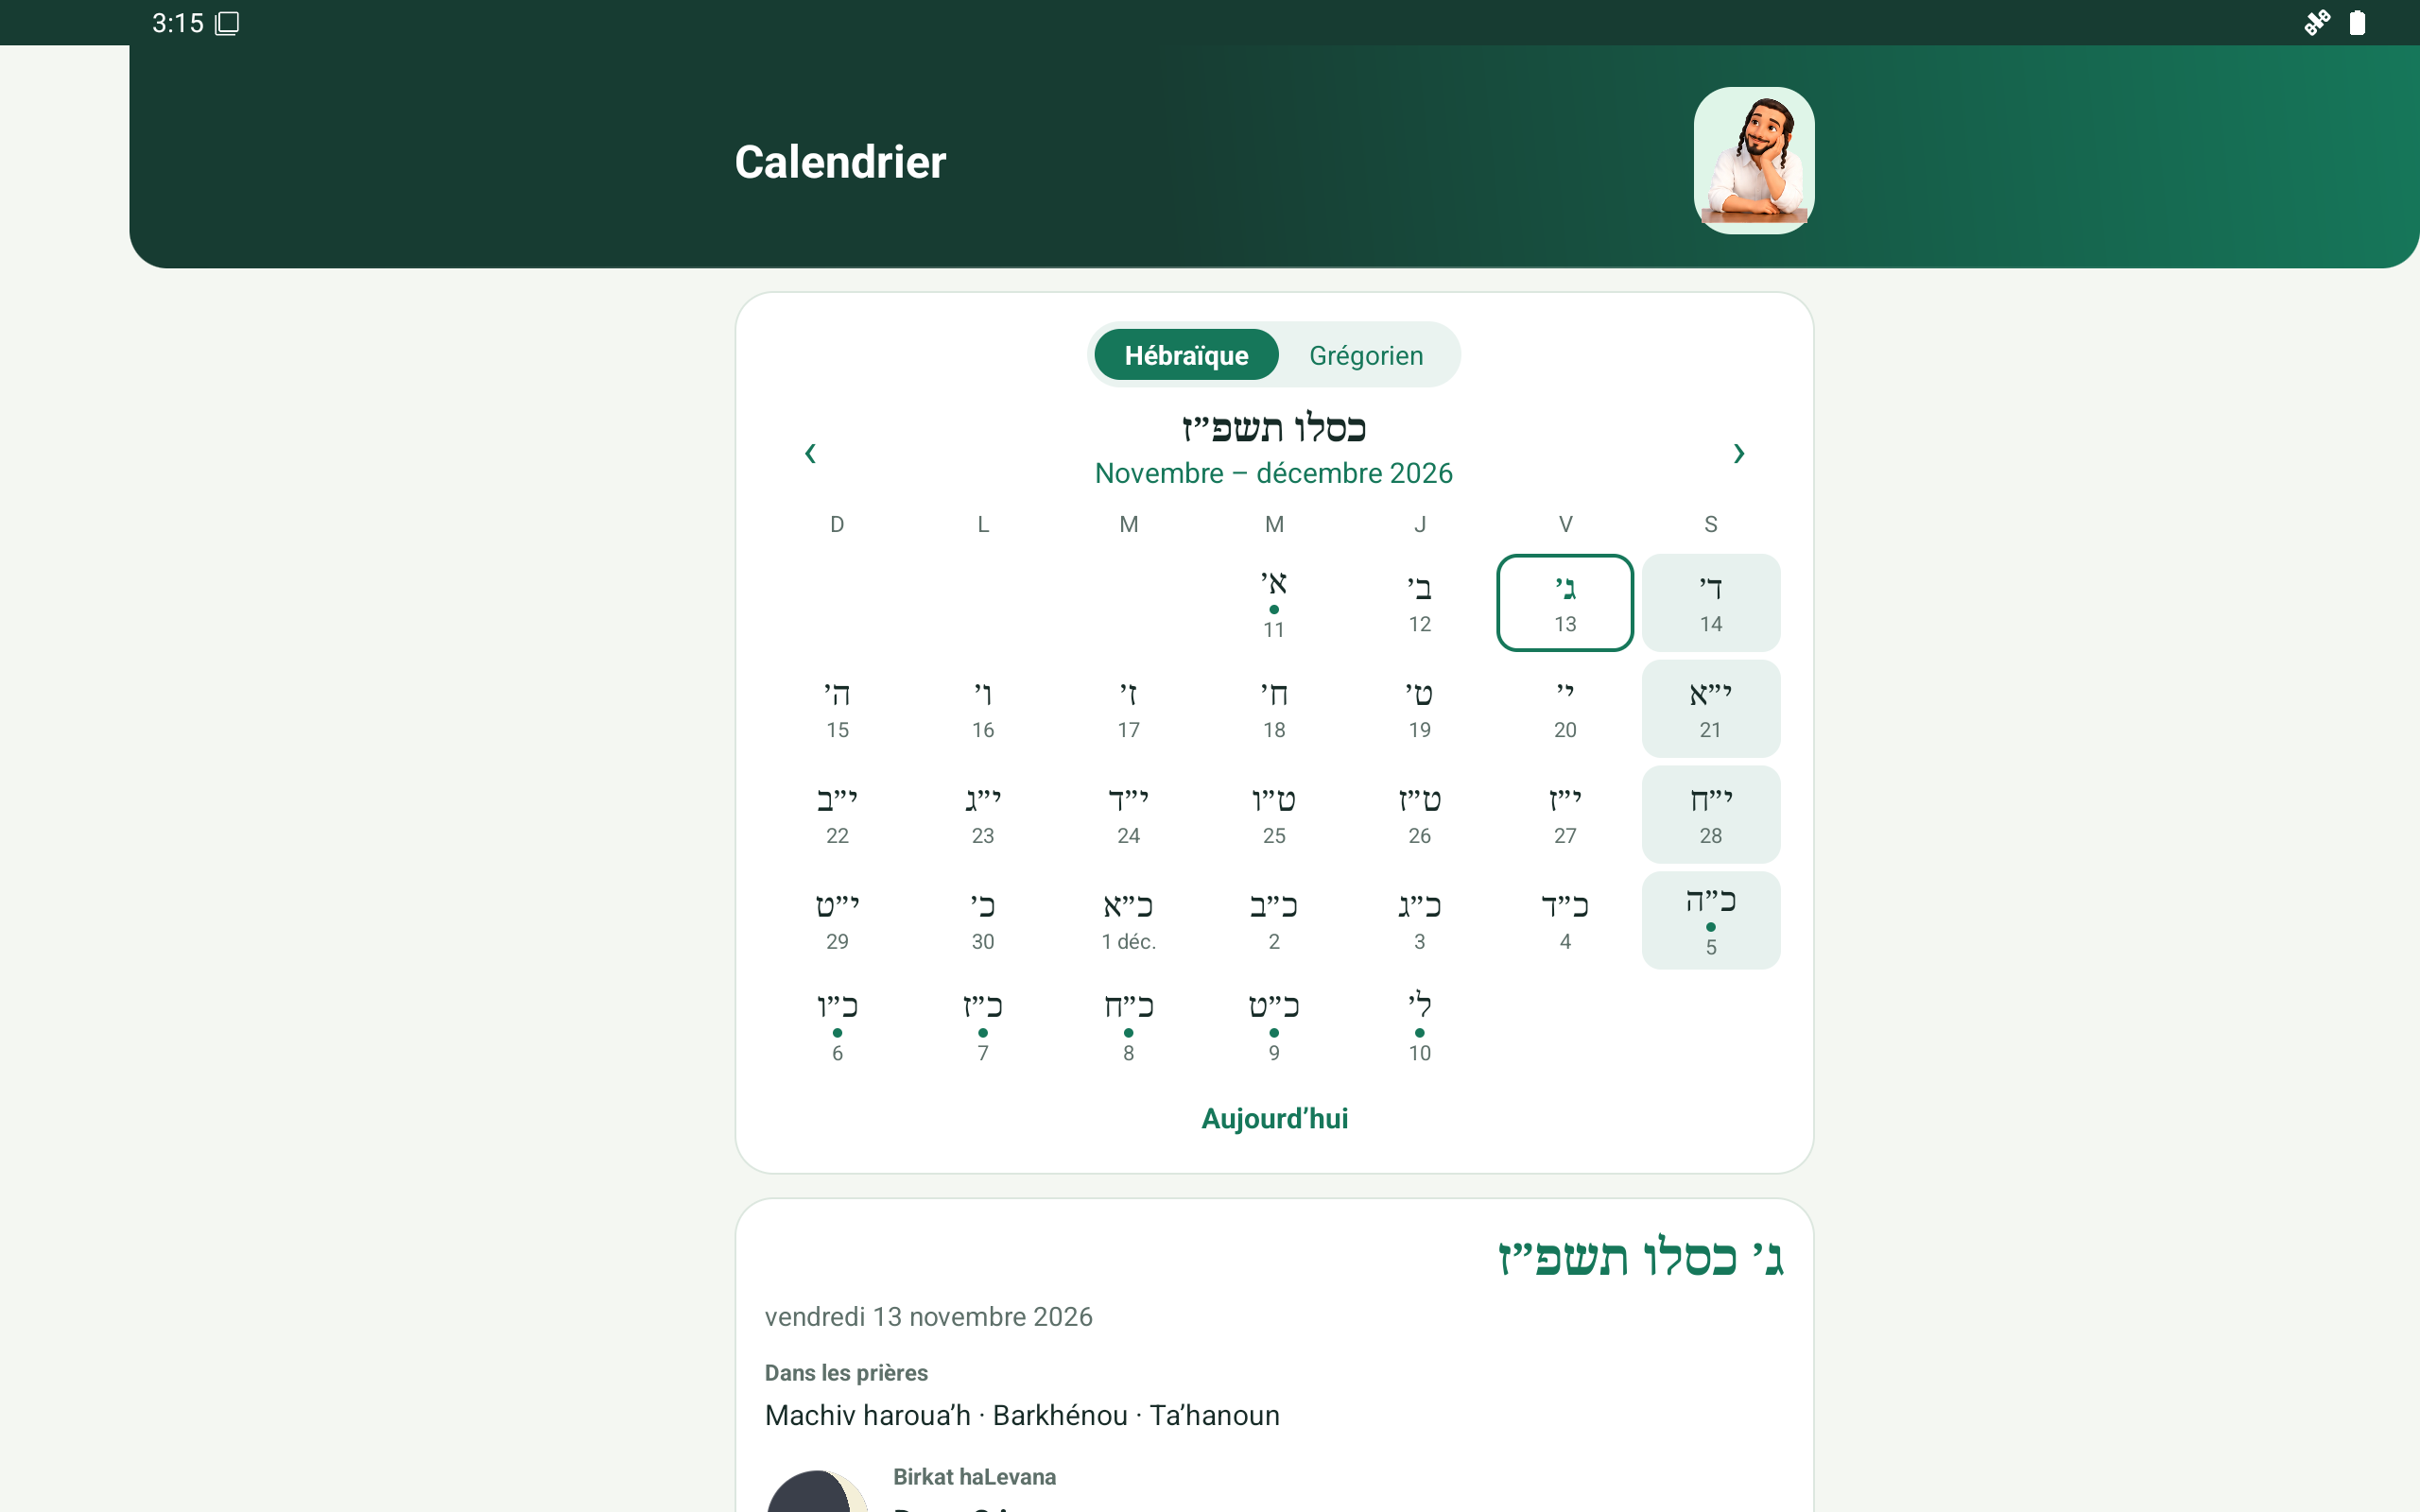 3:15
Calendrier
Hébraïque Grégorien
‹ כסלו תשפ״ז ›
Novembre – décembre 2026
D L M M J V S
א׳ ב׳ ג׳ ד׳
11 12 13 14
ה׳ ו׳ ז׳ ח׳ ט׳ י׳ י״א
15 16 17 18 19 20 21
י״ב י״ג י״ד ט״ו ט״ז י״ז י״ח
22 23 24 25 26 27 28
י״ט כ׳ כ״א כ״ב כ״ג כ״ד כ״ה
29 30 1 déc. 2 3 4 5
כ״ו כ״ז כ״ח כ״ט ל׳
6 7 8 9 10
Aujourd’hui
ג׳ כסלו תשפ״ז
vendredi 13 novembre 2026
Dans les prières
Machiv haroua’h · Barkhénou · Ta’hanoun
Birkat haLevana